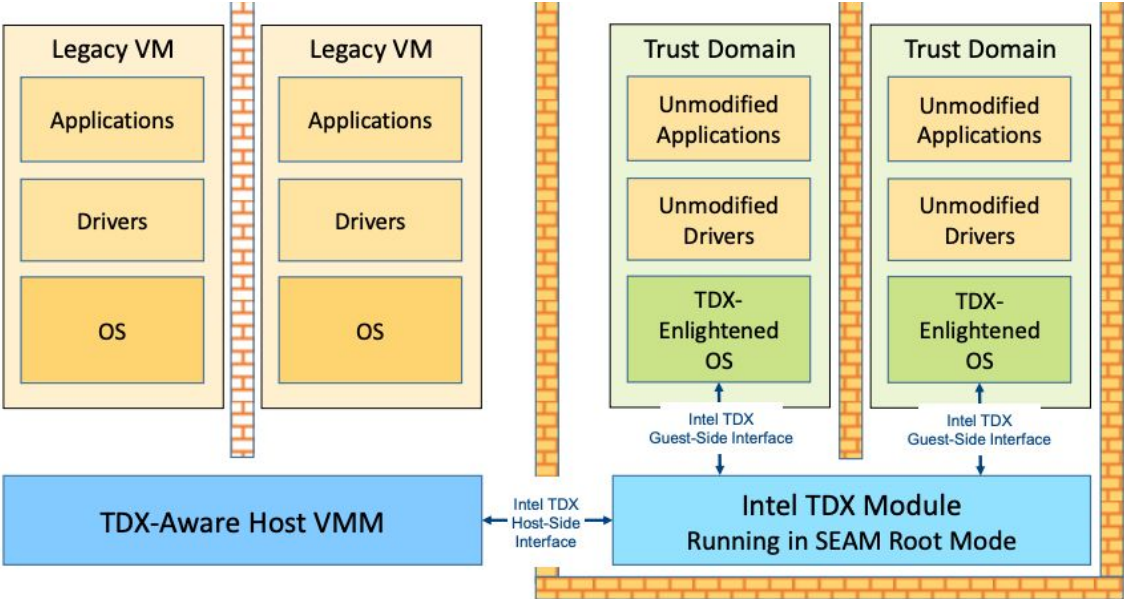 Legacy VM
Applications
Drivers
OS
Legacy VM
Applications
Drivers
OS
Trust Domain
Unmodified
Applications
Unmodified
Drivers
TDX-
Enlightened
OS
Trust Domain
Unmodified
Applications
Unmodified
Drivers
TDX-
Enlightened
OS
Intel TDX
Guest-Side Interface
Intel TDX
Guest-Side Interface
TDX-Aware Host VMM
Intel TDX
Host-Side
Interface
Intel TDX Module
Running in SEAM Root Mode